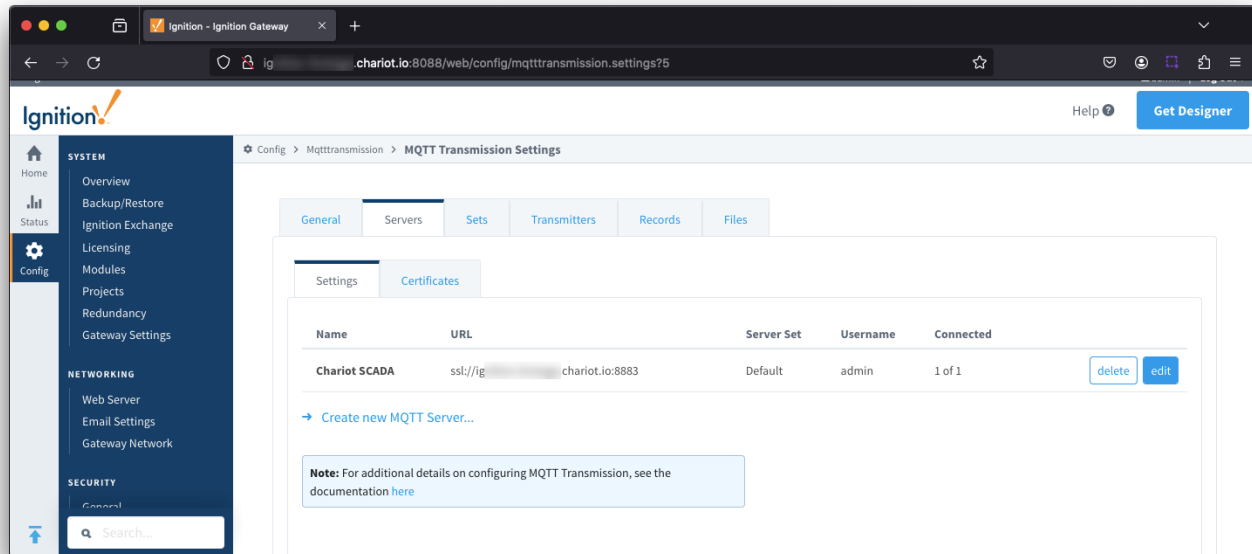 Ignition - Ignition Gateway
ig .chariot.io:8088/web/config/mqtttransmission.settings?5
Ignition!
Help
Get Designer
Home
Status
Config
SYSTEM
Overview
Backup/Restore
Ignition Exchange
Licensing
Modules
Projects
Redundancy
Gateway Settings
NETWORKING
Web Server
Email Settings
Gateway Network
SECURITY
General
Search...
Config > Mqtttransmission > MQTT Transmission Settings
General Servers Sets Transmitters Records Files
Settings Certificates
Name URL Server Set Username Connected
Chariot SCADA ssl://ig chariot.io:8883 Default admin 1 of 1 delete edit
Create new MQTT Server...
Note: For additional details on configuring MQTT Transmission, see the
documentation here